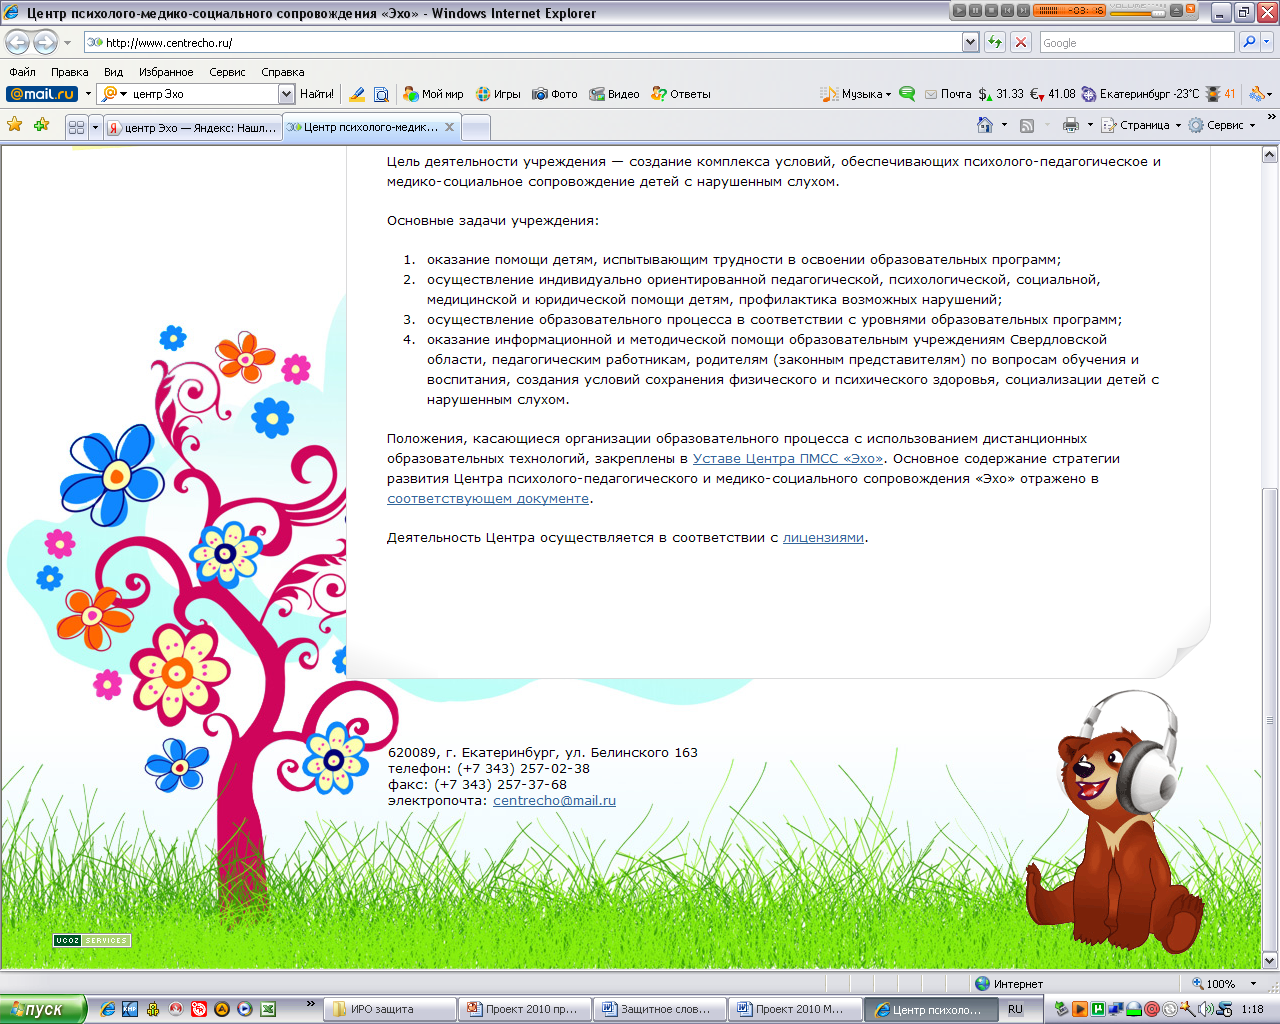 Центр психолого-медико-социального сопровождения «Эхо» - Windows Internet Explorer
-03:16
VOLUME
http://www.centrecho.ru/
Google
Файл Правка Вид Избранное Сервис Справка
@mail.ru центр Эхо Найти! Мой мир Игры Фото Видео Ответы Музыка Почта $ 31.33 € 41.08 Екатеринбург -23°C 41
центр Эхо — Яндекс: Нашл... Центр психолого-медик... Страница Сервис
Цель деятельности учреждения — создание комплекса условий, обеспечивающих психолого-педагогическое и
медико-социальное сопровождение детей с нарушенным слухом.
Основные задачи учреждения:
1. оказание помощи детям, испытывающим трудности в освоении образовательных программ;
2. осуществление индивидуально ориентированной педагогической, психологической, социальной,
медицинской и юридической помощи детям, профилактика возможных нарушений;
3. осуществление образовательного процесса в соответствии с уровнями образовательных программ;
4. оказание информационной и методической помощи образовательным учреждениям Свердловской
области, педагогическим работникам, родителям (законным представителям) по вопросам обучения и
воспитания, создания условий сохранения физического и психического здоровья, социализации детей с
нарушенным слухом.
Положения, касающиеся организации образовательного процесса с использованием дистанционных
образовательных технологий, закреплены в Уставе Центра ПМСС «Эхо». Основное содержание стратегии
развития Центра психолого-педагогического и медико-социального сопровождения «Эхо» отражено в
соответствующем документе.
Деятельность Центра осуществляется в соответствии с лицензиями.
620089, г. Екатеринбург, ул. Белинского 163
телефон: (+7 343) 257-02-38
факс: (+7 343) 257-37-68
электропочта: centrecho@mail.ru
UCOZ SERVICES
Интернет 100%
пуск ИРО защита Проект 2010 пр... Защитное слов... Проект 2010 М... Центр психоло... RU 1:18